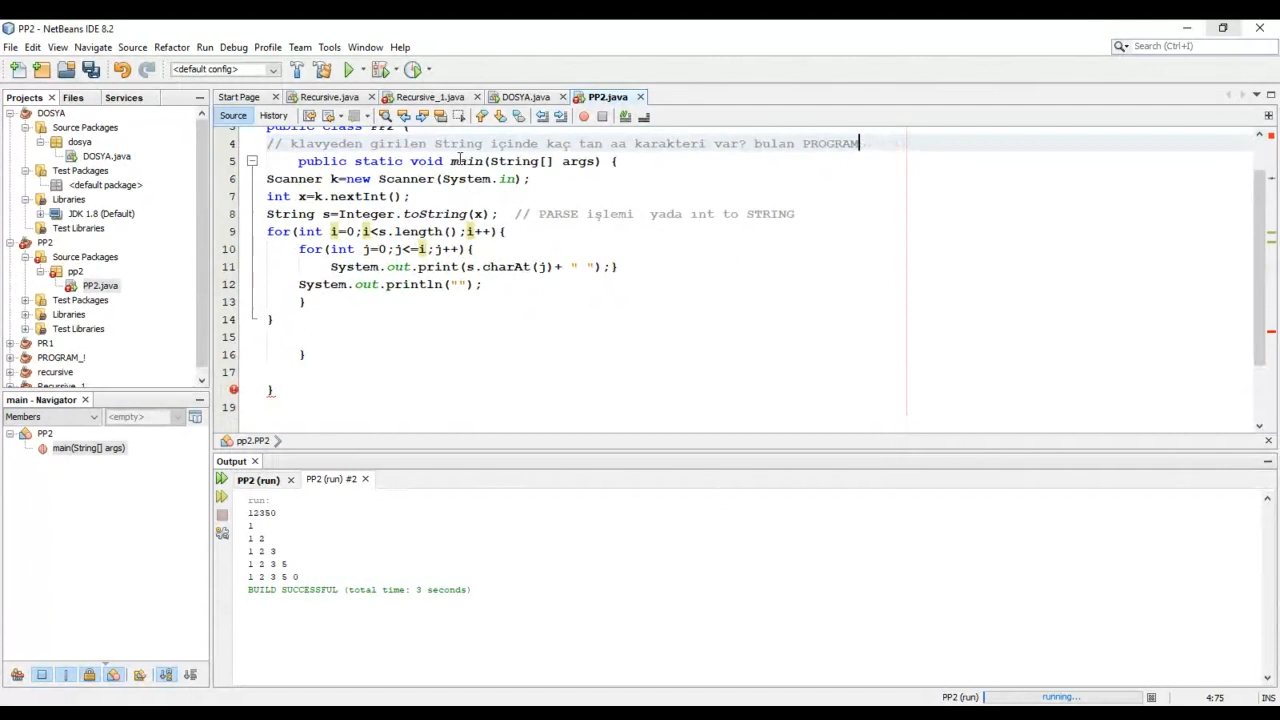 PP2 - NetBeans IDE 8.2
File Edit View Navigate Source Refactor Run Debug Profile Team Tools Window Help
Search (Ctrl+I)
<default config>
Projects Files Services
Start Page Recursive.java Recursive_1.java DOSYA.java PP2.java
Source History
DOSYA
Source Packages
dosya
DOSYA.java
Test Packages
<default package>
Libraries
JDK 1.8 (Default)
Test Libraries
PP2
Source Packages
pp2
PP2.java
Test Packages
Libraries
Test Libraries
PR1
PROGRAM_!
recursive
Recursive_1
3 public class PP2 {
4 // klavyeden girilen String içinde kaç tan aa karakteri var? bulan PROGRAM
5 public static void main(String[] args) {
6 Scanner k=new Scanner(System.in);
7 int x=k.nextInt();
8 String s=Integer.toString(x); // PARSE işlemi yada ınt to STRING
9 for(int i=0;i<s.length();i++){
10 for(int j=0;j<=i;j++){
11 System.out.print(s.charAt(j)+ " ");}
12 System.out.println("");
13 }
14 }
15
16 }
17
}
19
main - Navigator
Members <empty>
PP2
main(String[] args)
pp2.PP2
Output
PP2 (run) PP2 (run) #2
run:
12350
1
1 2
1 2 3
1 2 3 5
1 2 3 5 0
BUILD SUCCESSFUL (total time: 3 seconds)
PP2 (run) running... 4:75 INS